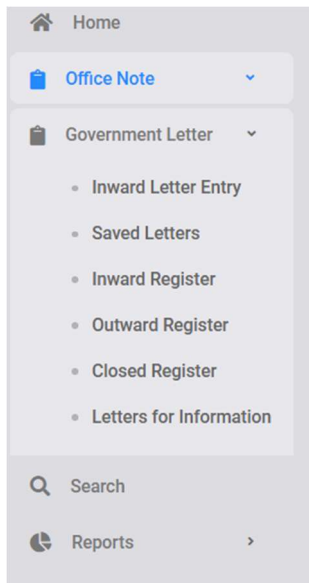 Home
Office Note
Government Letter
Inward Letter Entry
Saved Letters
Inward Register
Outward Register
Closed Register
Letters for Information
Search
Reports